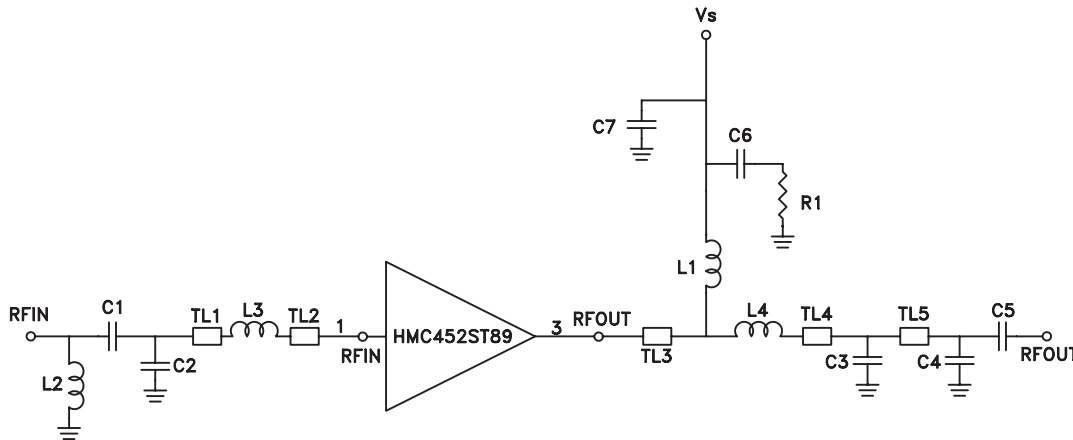 Vs
C7
C6
R1
L1
RFIN
C1
TL1
L3
TL2
1
RFIN
HMC452ST89
3
RFOUT
TL3
L4
TL4
TL5
C5
RFOUT
L2
C2
C3
C4